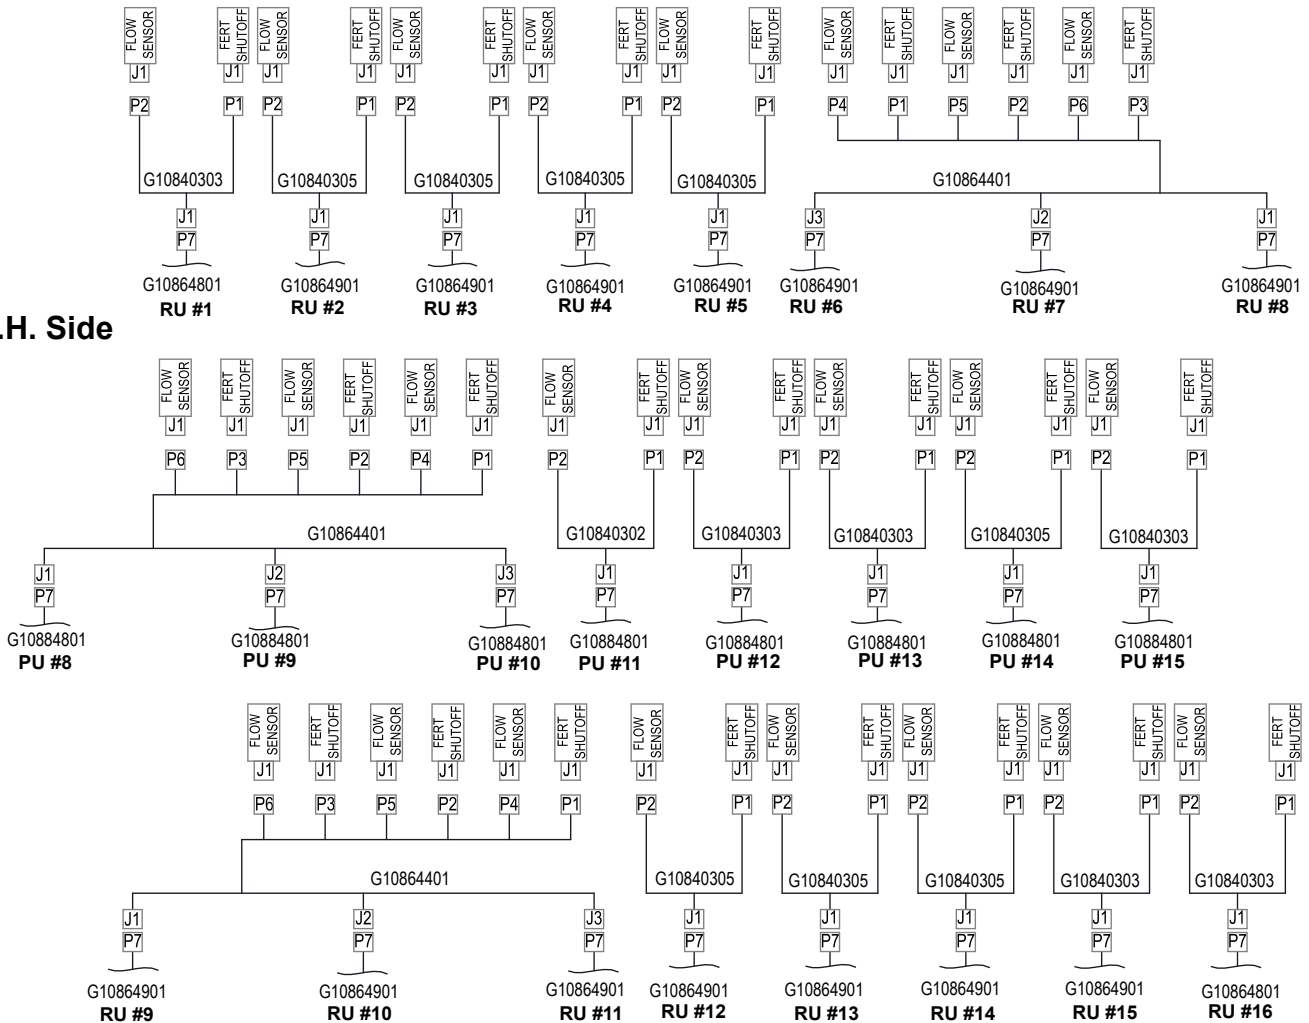 FLOW SENSOR FERT SHUTOFF FLOW SENSOR FERT SHUTOFF FLOW SENSOR FERT SHUTOFF FLOW SENSOR FERT SHUTOFF FLOW SENSOR FERT SHUTOFF FLOW SENSOR FERT SHUTOFF FLOW SENSOR FERT SHUTOFF FLOW SENSOR FERT SHUTOFF
J1 J1 J1 J1 J1 J1 J1 J1 J1 J1 J1 J1 J1 J1 J1 J1
P2 P1 P2 P1 P2 P1 P2 P1 P2 P1 P4 P1 P5 P2 P6 P3
G10840303 G10840305 G10840305 G10840305 G10840305 G10864401
J1 J1 J1 J1 J1 J3 J2 J1
P7 P7 P7 P7 P7 P7 P7 P7
G10864801 G10864901 G10864901 G10864901 G10864901 G10864901 G10864901 G10864901
RU #1 RU #2 RU #3 RU #4 RU #5 RU #6 RU #7 RU #8
.H. Side
FLOW SENSOR FERT SHUTOFF FLOW SENSOR FERT SHUTOFF FLOW SENSOR FERT SHUTOFF FLOW SENSOR FERT SHUTOFF FLOW SENSOR FERT SHUTOFF FLOW SENSOR FERT SHUTOFF FLOW SENSOR FERT SHUTOFF FLOW SENSOR FERT SHUTOFF
J1 J1 J1 J1 J1 J1 J1 J1 J1 J1 J1 J1 J1 J1 J1 J1
P6 P3 P5 P2 P4 P1 P2 P1 P2 P1 P2 P1 P2 P1 P2 P1
G10864401 G10840302 G10840303 G10840303 G10840305 G10840303
J1 J2 J3 J1 J1 J1 J1 J1
P7 P7 P7 P7 P7 P7 P7 P7
G10884801 G10884801 G10884801 G10884801 G10884801 G10884801 G10884801 G10884801
PU #8 PU #9 PU #10 PU #11 PU #12 PU #13 PU #14 PU #15
FLOW SENSOR FERT SHUTOFF FLOW SENSOR FERT SHUTOFF FLOW SENSOR FERT SHUTOFF FLOW SENSOR FERT SHUTOFF FLOW SENSOR FERT SHUTOFF FLOW SENSOR FERT SHUTOFF FLOW SENSOR FERT SHUTOFF FLOW SENSOR FERT SHUTOFF
J1 J1 J1 J1 J1 J1 J1 J1 J1 J1 J1 J1 J1 J1 J1 J1
P6 P3 P5 P2 P4 P1 P2 P1 P2 P1 P2 P1 P2 P1 P2 P1
G10864401 G10840305 G10840305 G10840305 G10840303 G10840303
J1 J2 J3 J1 J1 J1 J1 J1
P7 P7 P7 P7 P7 P7 P7 P7
G10864901 G10864901 G10864901 G10864901 G10864901 G10864901 G10864901 G10864801
RU #9 RU #10 RU #11 RU #12 RU #13 RU #14 RU #15 RU #16